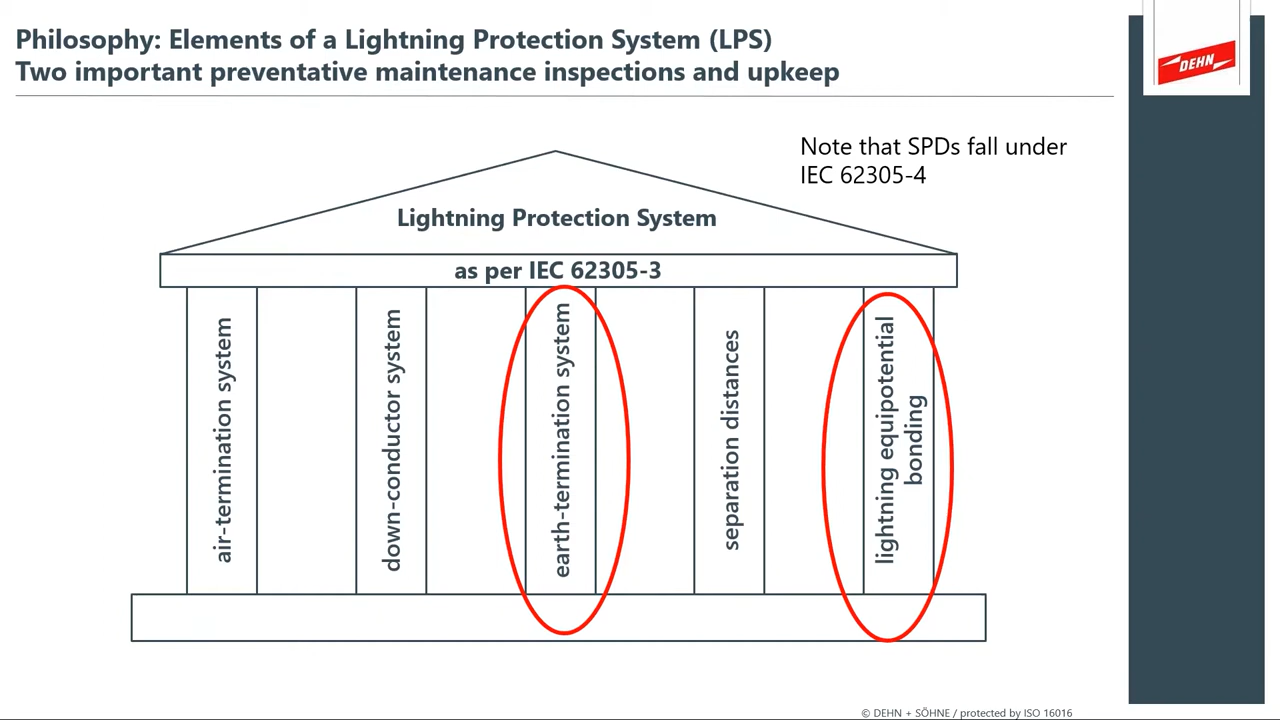 Philosophy: Elements of a Lightning Protection System (LPS)
Two important preventative maintenance inspections and upkeep
DEHN
Note that SPDs fall under
IEC 62305-4
Lightning Protection System
as per IEC 62305-3
air-termination system
down-conductor system
earth-termination system
separation distances
lightning equipotential
bonding
© DEHN + SÖHNE / protected by ISO 16016